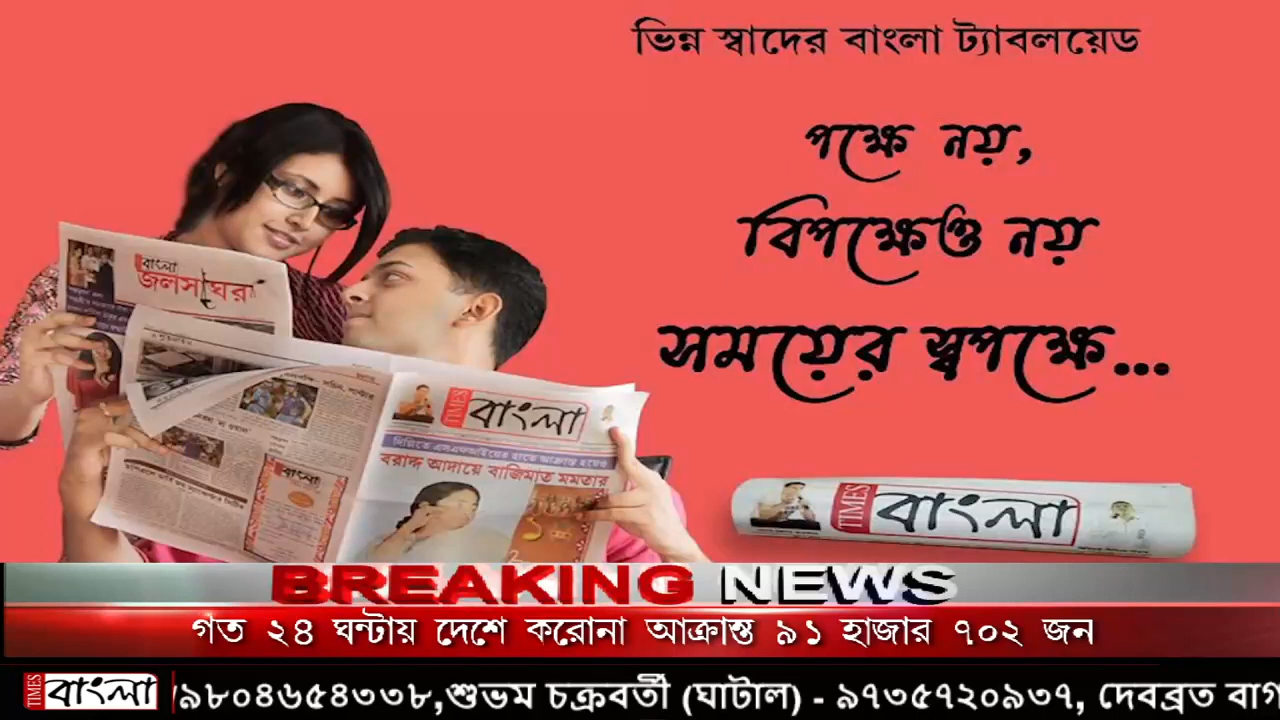 ভিন্ন স্বাদের বাংলা ট্যাবলয়েড
পক্ষে নয়,
বিপক্ষেও নয়
সময়ের স্বপক্ষে...
বাংলা
জলসাঘর
TIMES বাংলা
বরাদ্দ আদায়ে বাজিমাত মমতার
TIMES বাংলা
BREAKING NEWS
গত ২৪ ঘন্টায় দেশে করোনা আক্রান্ত ৯১ হাজার ৭০২ জন
TIMES বাংলা
/৯৮০৪৬৫৪৩৩৮,শুভম চক্রবর্তী (ঘাটাল) - ৯৭৩৫৭২০৯৩৭, দেবব্রত বাগ